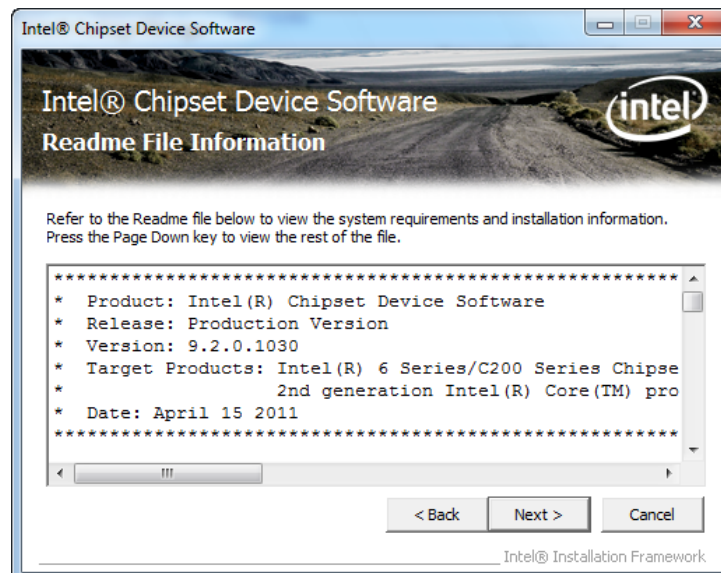 Intel® Chipset Device Software
Intel® Chipset Device Software
intel
Readme File Information
Refer to the Readme file below to view the system requirements and installation information.
Press the Page Down key to view the rest of the file.
************************************************************
* Product: Intel(R) Chipset Device Software
* Release: Production Version
* Version: 9.2.0.1030
* Target Products: Intel(R) 6 Series/C200 Series Chipse
* 2nd generation Intel(R) Core(TM) pro
* Date: April 15 2011
************************************************************
< Back Next > Cancel
Intel® Installation Framework